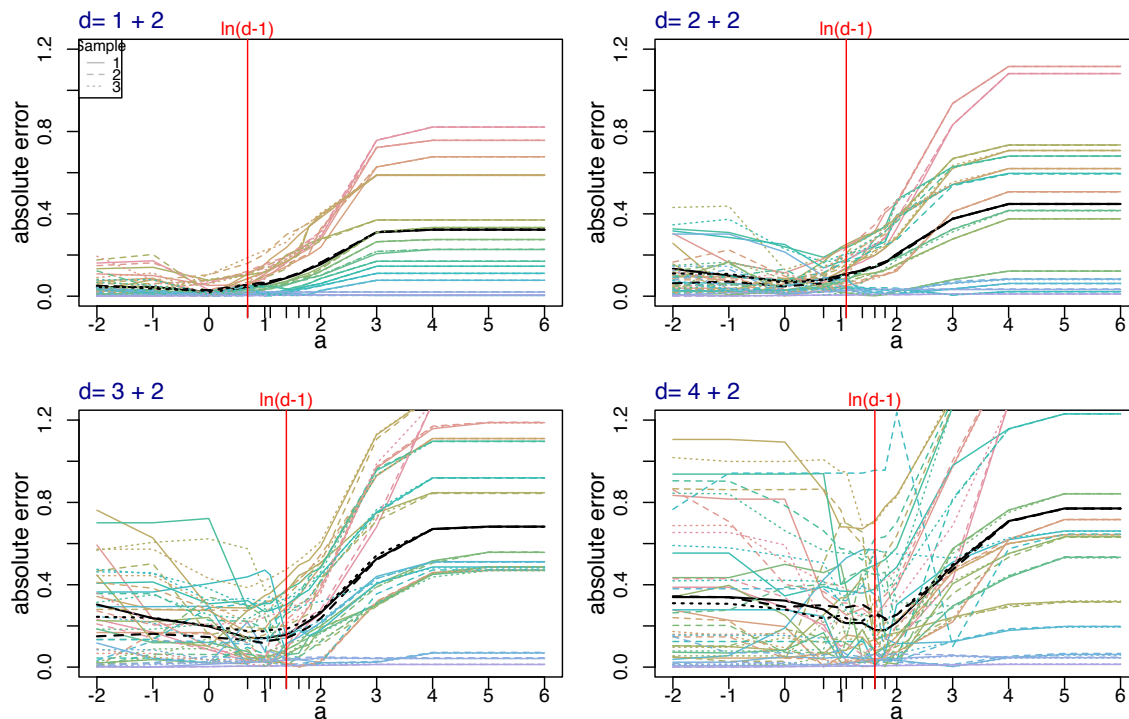 d= 1 + 2
ln(d-1)
Sample
1
2
3
absolute error
0.0 0.4 0.8 1.2
-2 -1 0 1 2 3 4 5 6
a
d= 2 + 2
ln(d-1)
absolute error
0.0 0.4 0.8 1.2
-2 -1 0 1 2 3 4 5 6
a
d= 3 + 2
ln(d-1)
absolute error
0.0 0.4 0.8 1.2
-2 -1 0 1 2 3 4 5 6
a
d= 4 + 2
ln(d-1)
absolute error
0.0 0.4 0.8 1.2
-2 -1 0 1 2 3 4 5 6
a